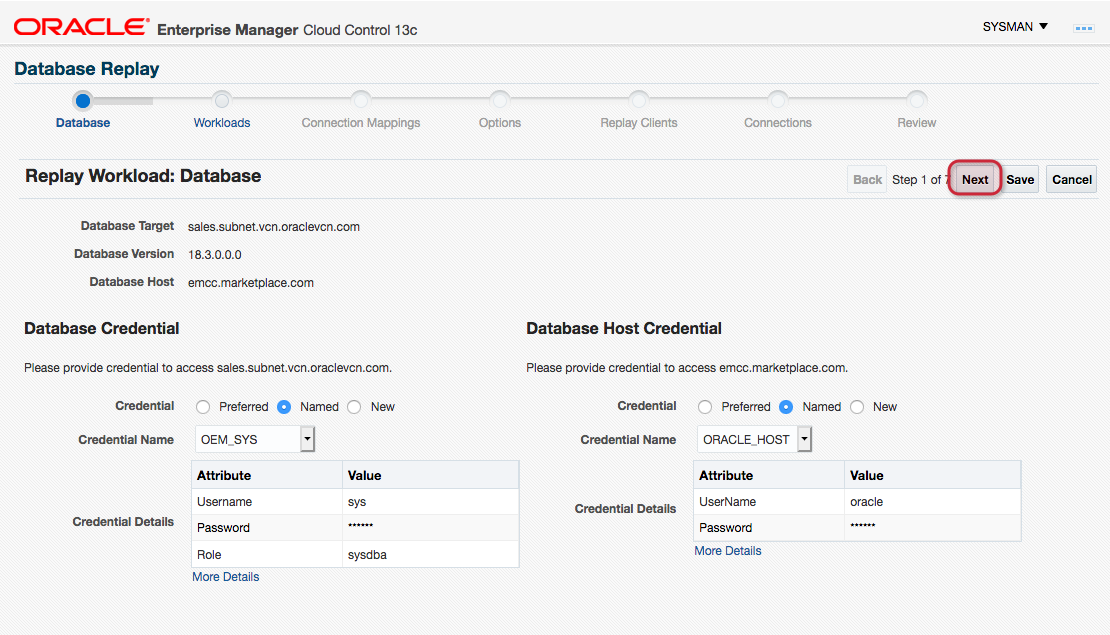 ORACLE Enterprise Manager Cloud Control 13c SYSMAN
Database Replay
Database Workloads Connection Mappings Options Replay Clients Connections Review
Replay Workload: Database Back Step 1 of 7 Next Save Cancel
Database Target sales.subnet.vcn.oraclevcn.com
Database Version 18.3.0.0.0
Database Host emcc.marketplace.com
Database Credential
Please provide credential to access sales.subnet.vcn.oraclevcn.com.
Credential Preferred Named New
Credential Name OEM_SYS
Attribute Value
Username sys
Credential Details
Password ******
Role sysdba
More Details
Database Host Credential
Please provide credential to access emcc.marketplace.com.
Credential Preferred Named New
Credential Name ORACLE_HOST
Attribute Value
UserName oracle
Credential Details
Password ******
More Details